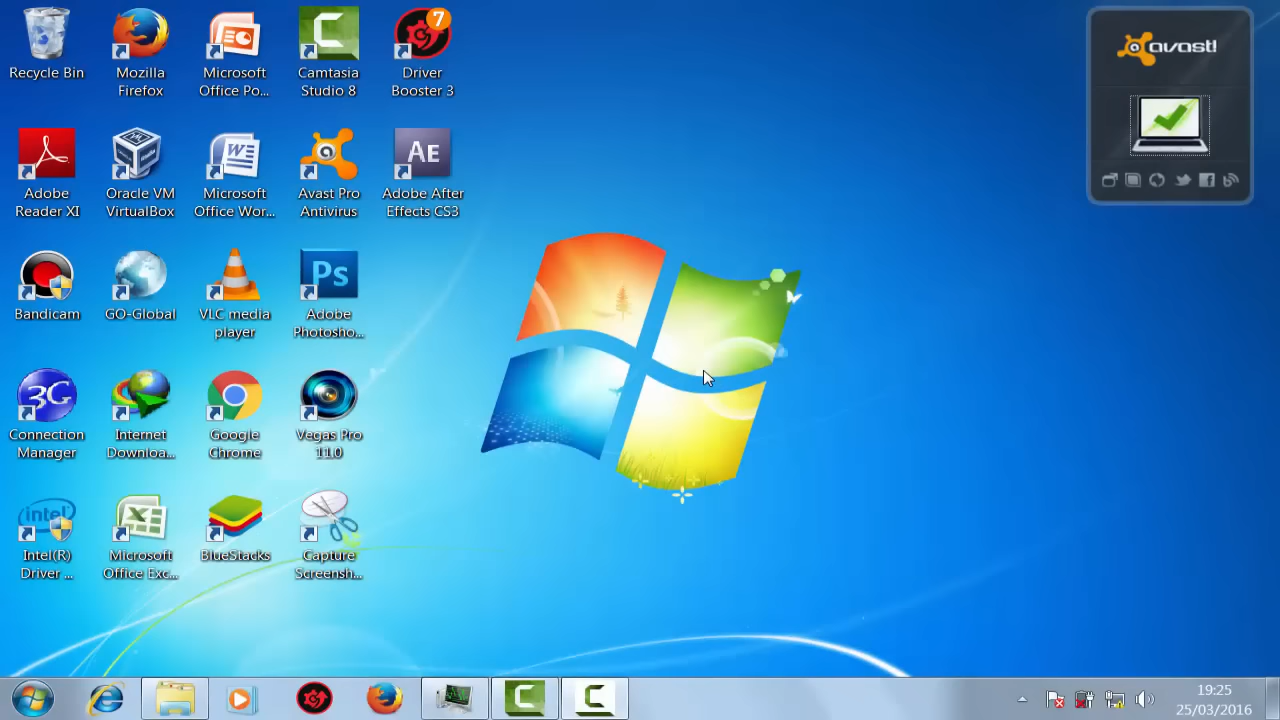 Recycle Bin
Mozilla
Firefox
Microsoft
Office Po...
Camtasia
Studio 8
7
Driver
Booster 3
avast!
Adobe
Reader XI
Oracle VM
VirtualBox
Microsoft
Office Wor...
Avast Pro
Antivirus
AE
Adobe After
Effects CS3
Bandicam
GO-Global
VLC media
player
Ps
Adobe
Photosho...
3G
Connection
Manager
Internet
Downloa...
Google
Chrome
Vegas Pro
11.0
intel
Intel(R)
Driver ...
Microsoft
Office Exc...
BlueStacks
Capture
Screensh...
19:25
25/03/2016